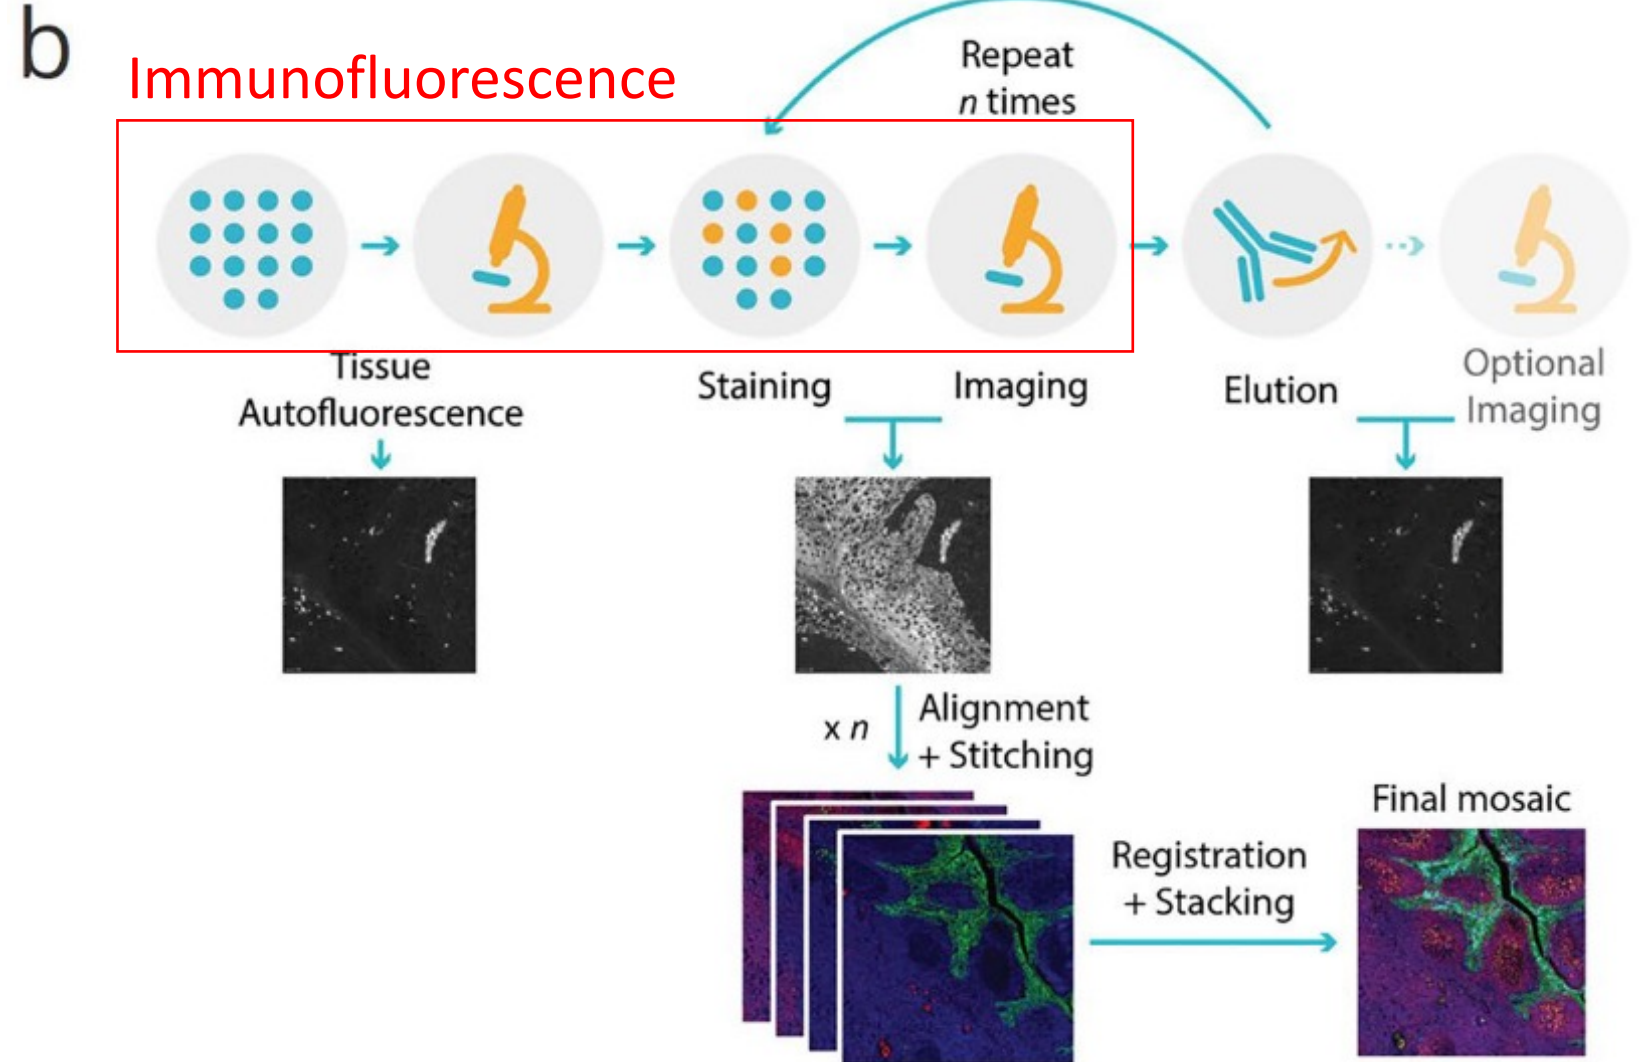 b
Immunofluorescence
Repeat
n times
Tissue
Autofluorescence
Staining
Imaging
Elution
Optional
Imaging
x n
Alignment
+ Stitching
Registration
+ Stacking
Final mosaic